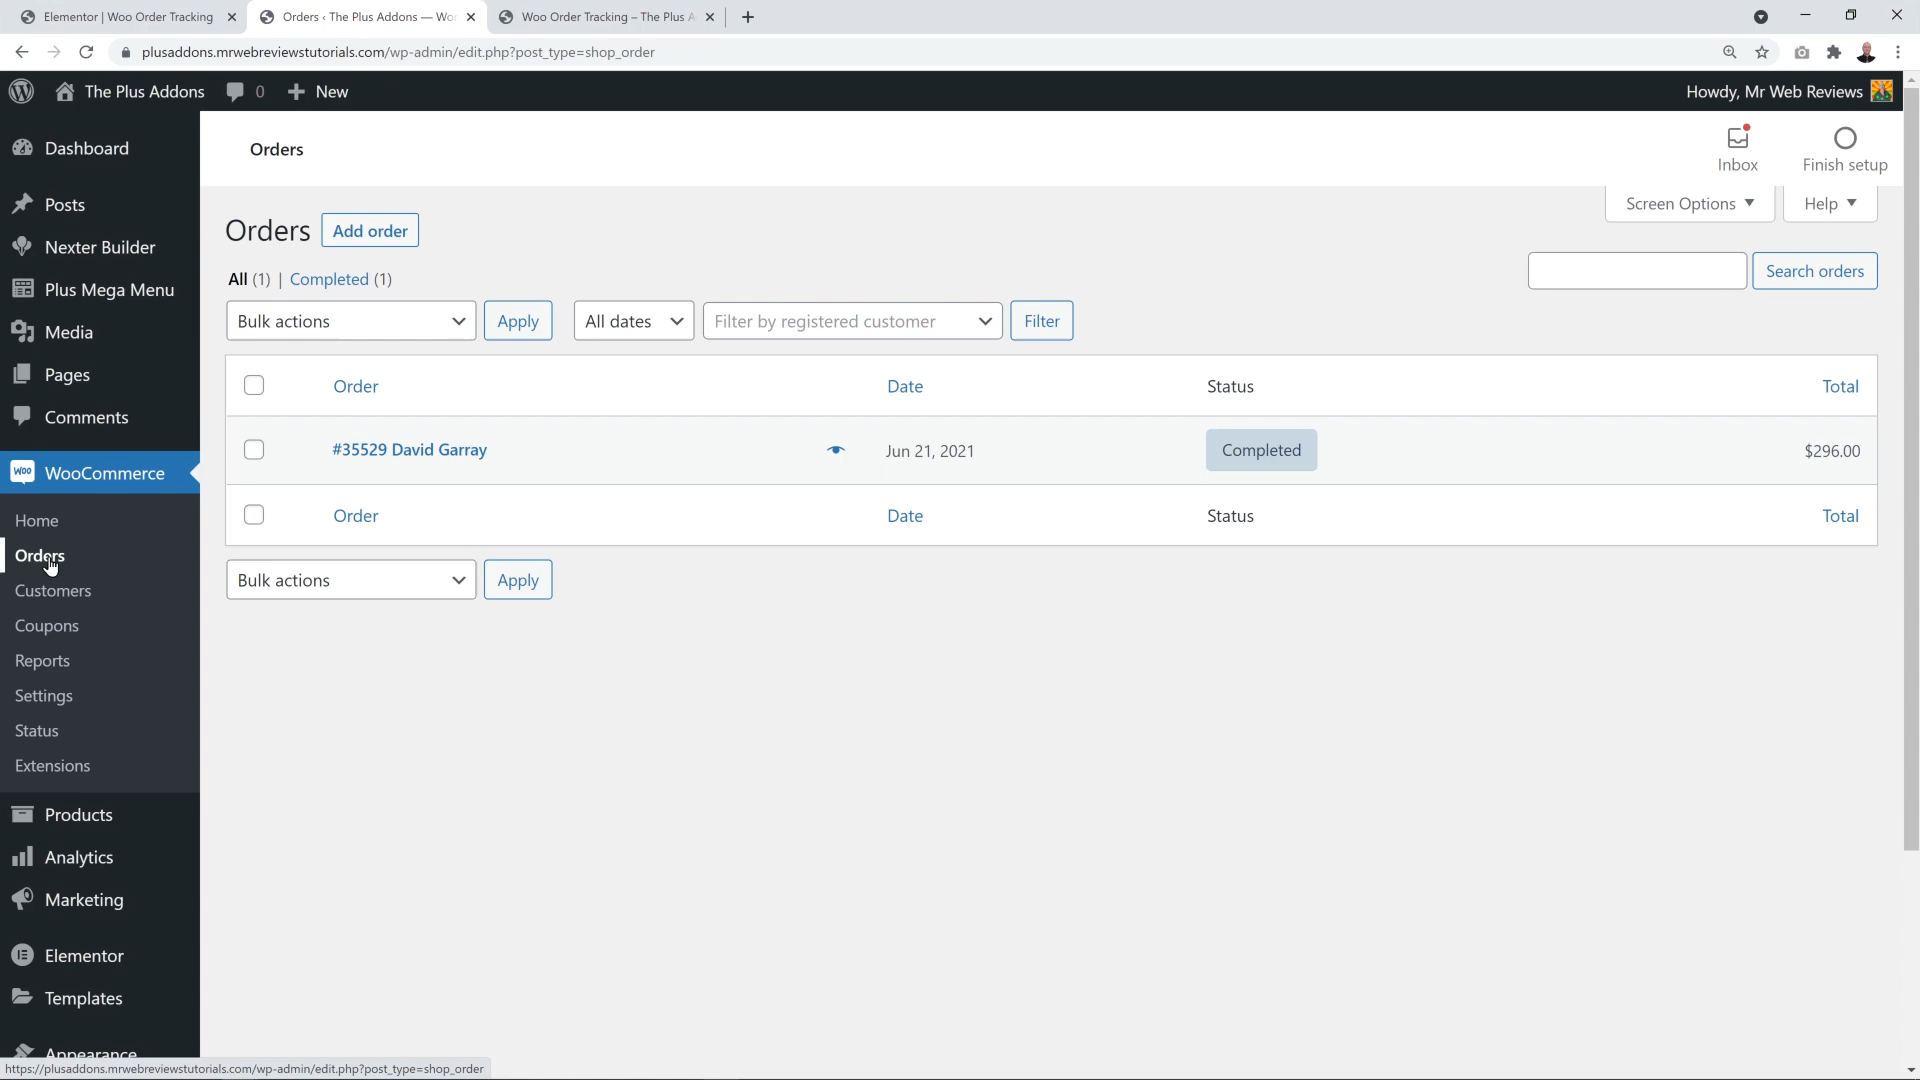 Elementor | Woo Order Tracking
Orders ‹ The Plus Addons — Wor
Woo Order Tracking – The Plus A
plusaddons.mrwebreviewstutorials.com/wp-admin/edit.php?post_type=shop_order
The Plus Addons
0
New
Howdy, Mr Web Reviews
Dashboard
Posts
Nexter Builder
Plus Mega Menu
Media
Pages
Comments
WooCommerce
Home
Orders
Customers
Coupons
Reports
Settings
Status
Extensions
Products
Analytics
Marketing
Elementor
Templates
Appearance
Orders
Inbox
Finish setup
Screen Options
Help
Orders
Add order
All (1) | Completed (1)
Search orders
Bulk actions
Apply
All dates
Filter by registered customer
Filter
Order Date Status Total
#35529 David Garray Jun 21, 2021 Completed $296.00
Order Date Status Total
Bulk actions
Apply
https://plusaddons.mrwebreviewstutorials.com/wp-admin/edit.php?post_type=shop_order